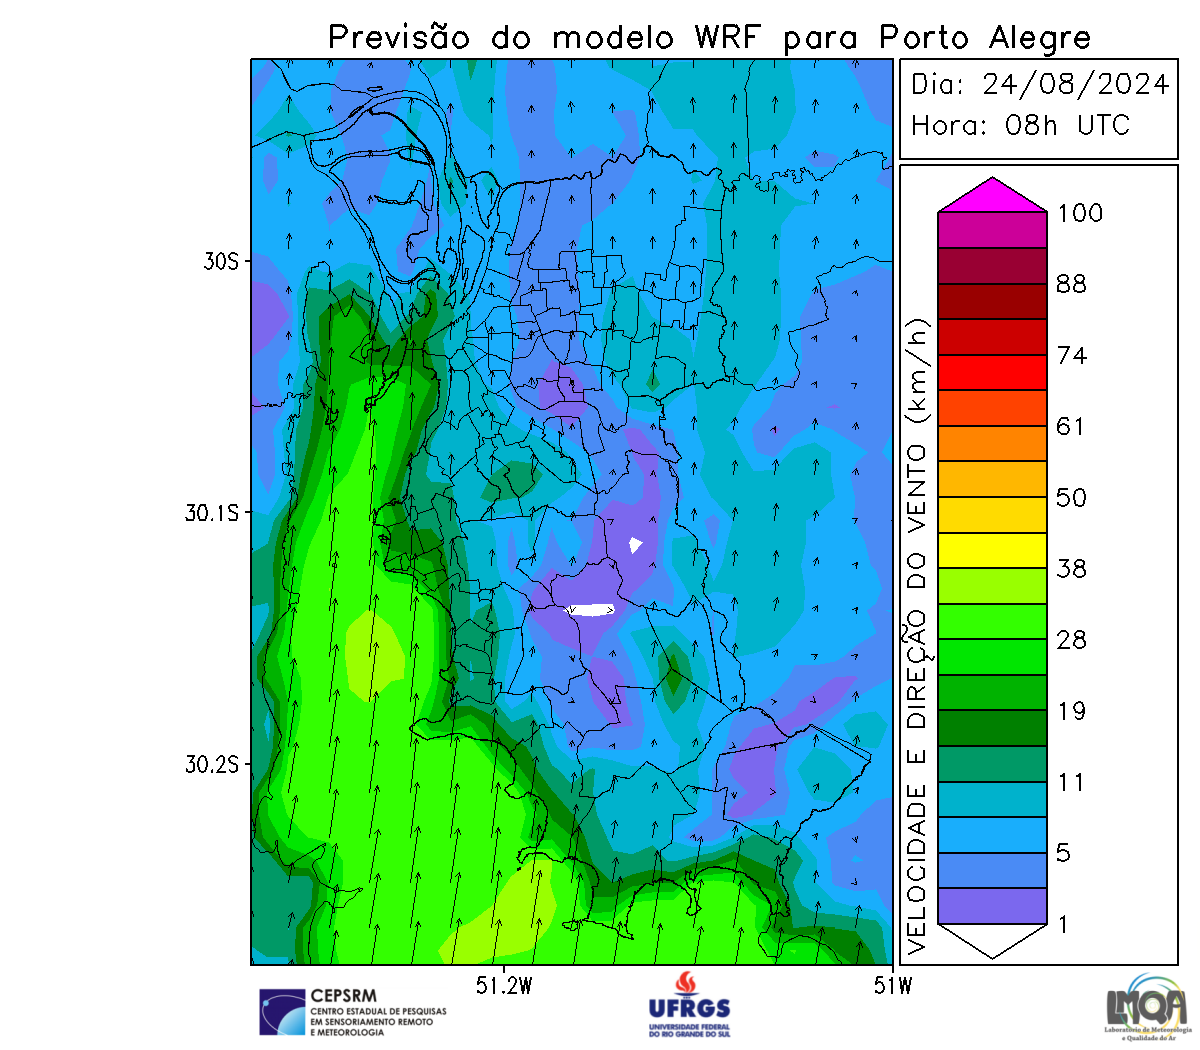 Previsão do modelo WRF para Porto Alegre
Dia: 24/08/2024
Hora: 08h UTC
100
88
74
61
50
38
28
19
11
5
1
VELOCIDADE E DIREÇÃO DO VENTO (km/h)
30S
30.1S
30.2S
51.2W
51W
CEPSRM
CENTRO ESTADUAL DE PESQUISAS
EM SENSORIAMENTO REMOTO
E METEOROLOGIA
UFRGS
UNIVERSIDADE FEDERAL
DO RIO GRANDE DO SUL
LMQA
Laboratório de Meteorologia
e Qualidade do Ar